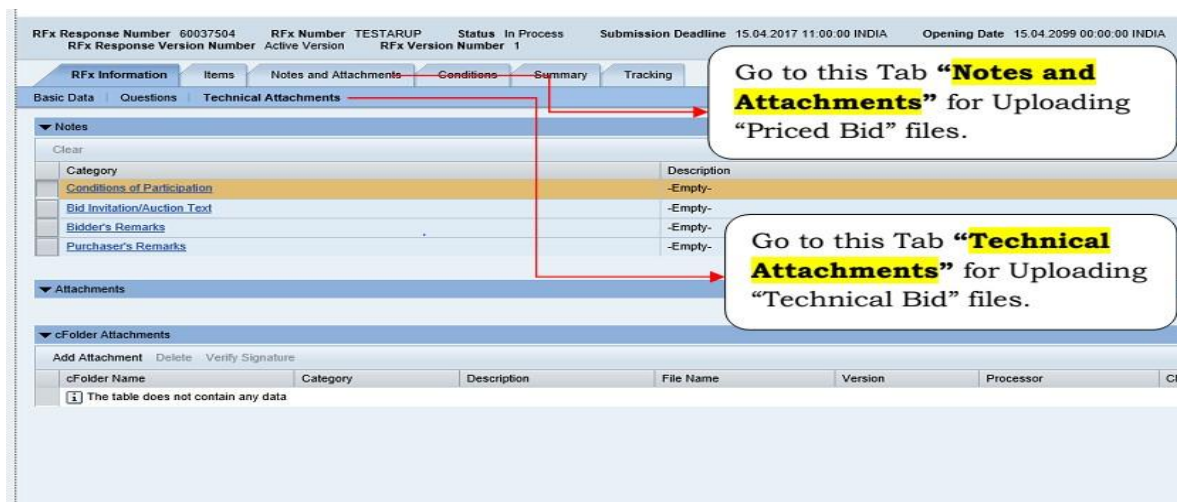 RFx Response Number 60037504 RFx Number TESTARUP Status In Process Submission Deadline 15.04.2017 11:00:00 INDIA Opening Date 15.04.2099 00:00:00 INDIA
RFx Response Version Number Active Version RFx Version Number 1
RFx Information Items Notes and Attachments Conditions Summary Tracking
Basic Data Questions Technical Attachments
Go to this Tab “Notes and
Attachments” for Uploading
“Priced Bid” files.
Notes
Clear
Category Description
Conditions of Participation -Empty-
Bid Invitation/Auction Text -Empty-
Bidder's Remarks -Empty-
Purchaser's Remarks -Empty-
Go to this Tab “Technical
Attachments” for Uploading
“Technical Bid” files.
Attachments
cFolder Attachments
Add Attachment Delete Verify Signature
cFolder Name Category Description File Name Version Processor
The table does not contain any data